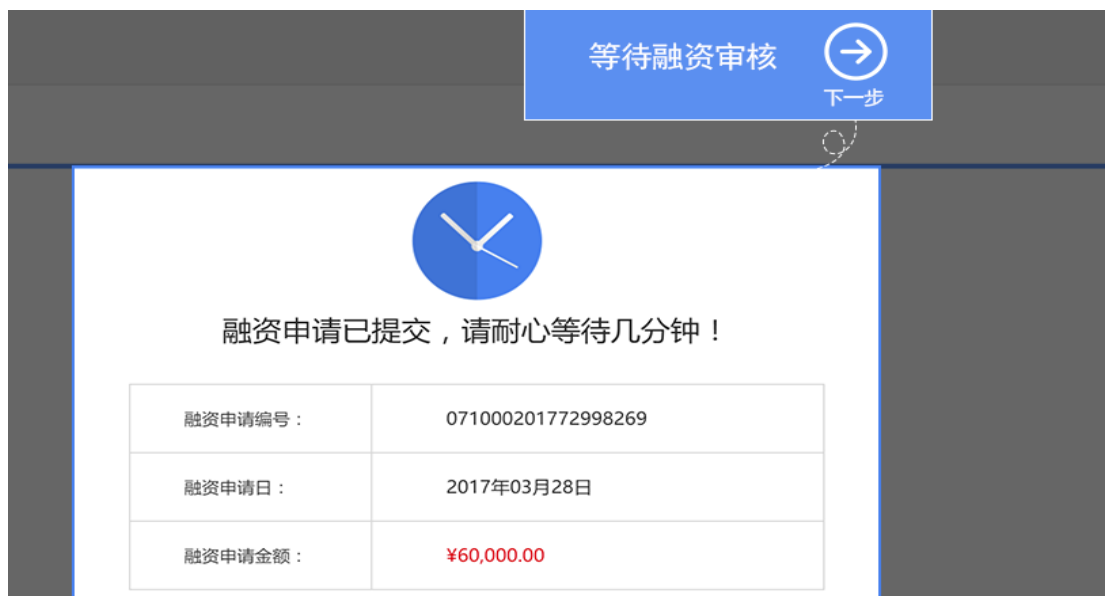 等待融资审核
下一步
融资申请已提交，请耐心等待几分钟！
融资申请编号： 071000201772998269
融资申请日： 2017年03月28日
融资申请金额： ¥60,000.00